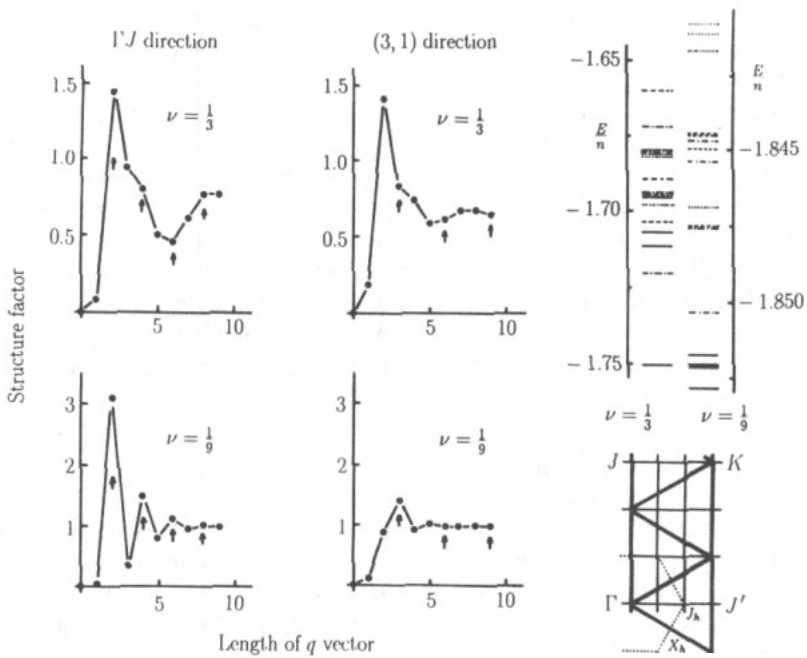 ΓJ direction
(3, 1) direction
1.5
1.0
0.5
5
10
ν = 1/3
1.5
1.0
0.5
5
10
ν = 1/3
Structure factor
3
2
1
5
10
ν = 1/9
3
2
1
5
10
ν = 1/9
Length of q vector
−1.65
−1.70
−1.75
E
n
E
n
−1.845
−1.850
ν = 1/3
ν = 1/9
J
K
Γ
J′
J_h
X_h